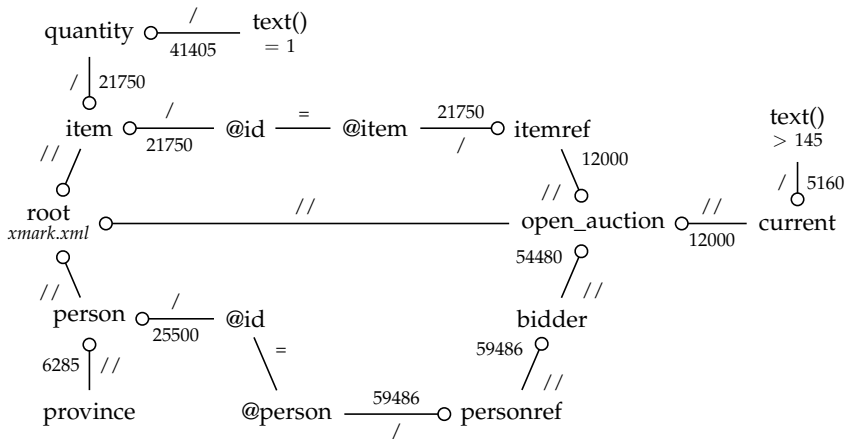 /
quantity
text()
41405
= 1
/ 21750
/
=
21750
text()
item
@id
@item
itemref
> 145
21750
/
//
12000
/ 5160
//
//
//
root
xmark.xml
open_auction
current
12000
54480
//
/
//
person
@id
bidder
25500
6285 //
=
59486
//
59486
province
@person
personref
/